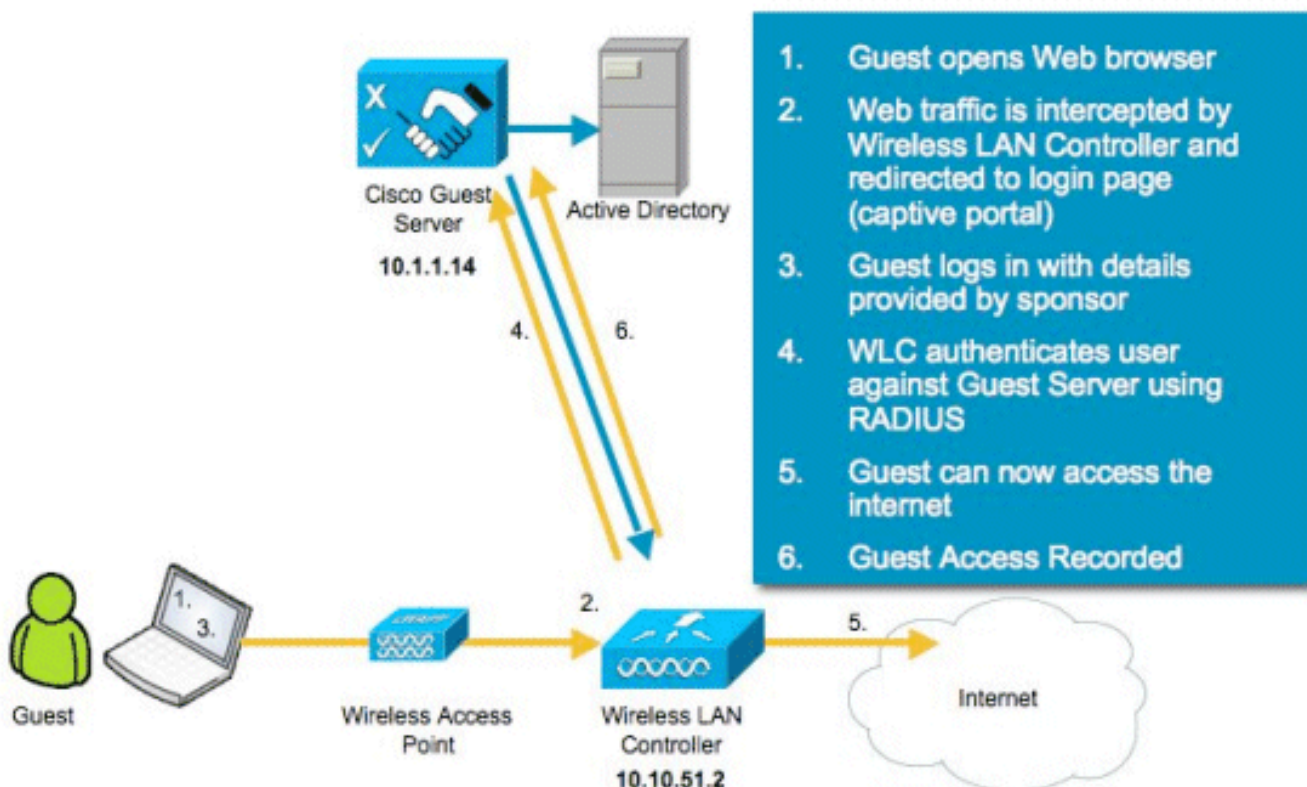 1. Guest opens Web browser
2. Web traffic is intercepted by
Wireless LAN Controller and
redirected to login page
(captive portal)
3. Guest logs in with details
provided by sponsor
4. WLC authenticates user
against Guest Server using
RADIUS
5. Guest can now access the
internet
6. Guest Access Recorded
X
Cisco Guest
Server
10.1.1.14
Active Directory
4.
6.
1.
3.
2.
5.
Guest
Wireless Access
Point
Wireless LAN
Controller
10.10.51.2
Internet